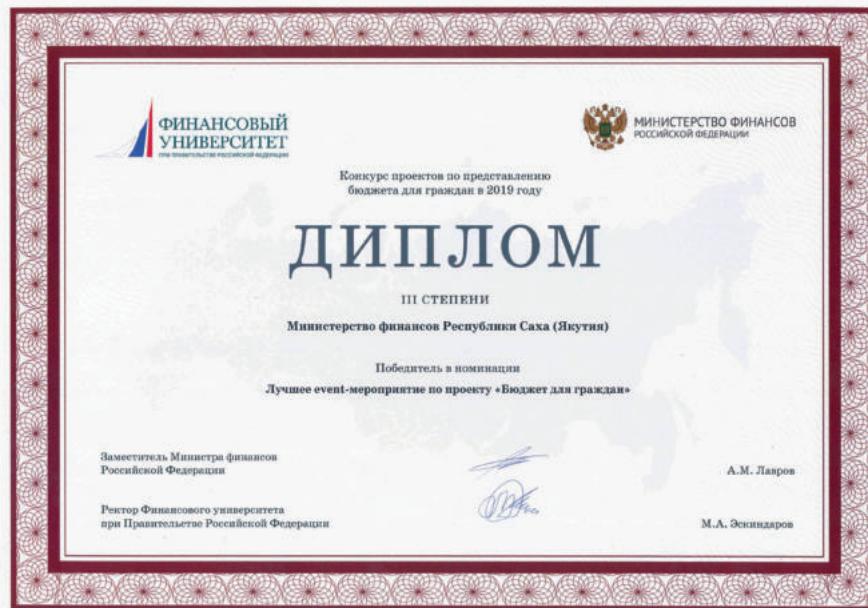 ФИНАНСОВЫЙ
УНИВЕРСИТЕТ
ПРИ ПРАВИТЕЛЬСТВЕ РОССИЙСКОЙ ФЕДЕРАЦИИ
МИНИСТЕРСТВО ФИНАНСОВ
РОССИЙСКОЙ ФЕДЕРАЦИИ
Конкурс проектов по представлению
бюджета для граждан в 2019 году
ДИПЛОМ
III СТЕПЕНИ
Министерство финансов Республики Саха (Якутия)
Победитель в номинации
Лучшее event-мероприятие по проекту «Бюджет для граждан»
Заместитель Министра финансов
Российской Федерации
А.М. Лавров
Ректор Финансового университета
при Правительстве Российской Федерации
М.А. Эскиндаров